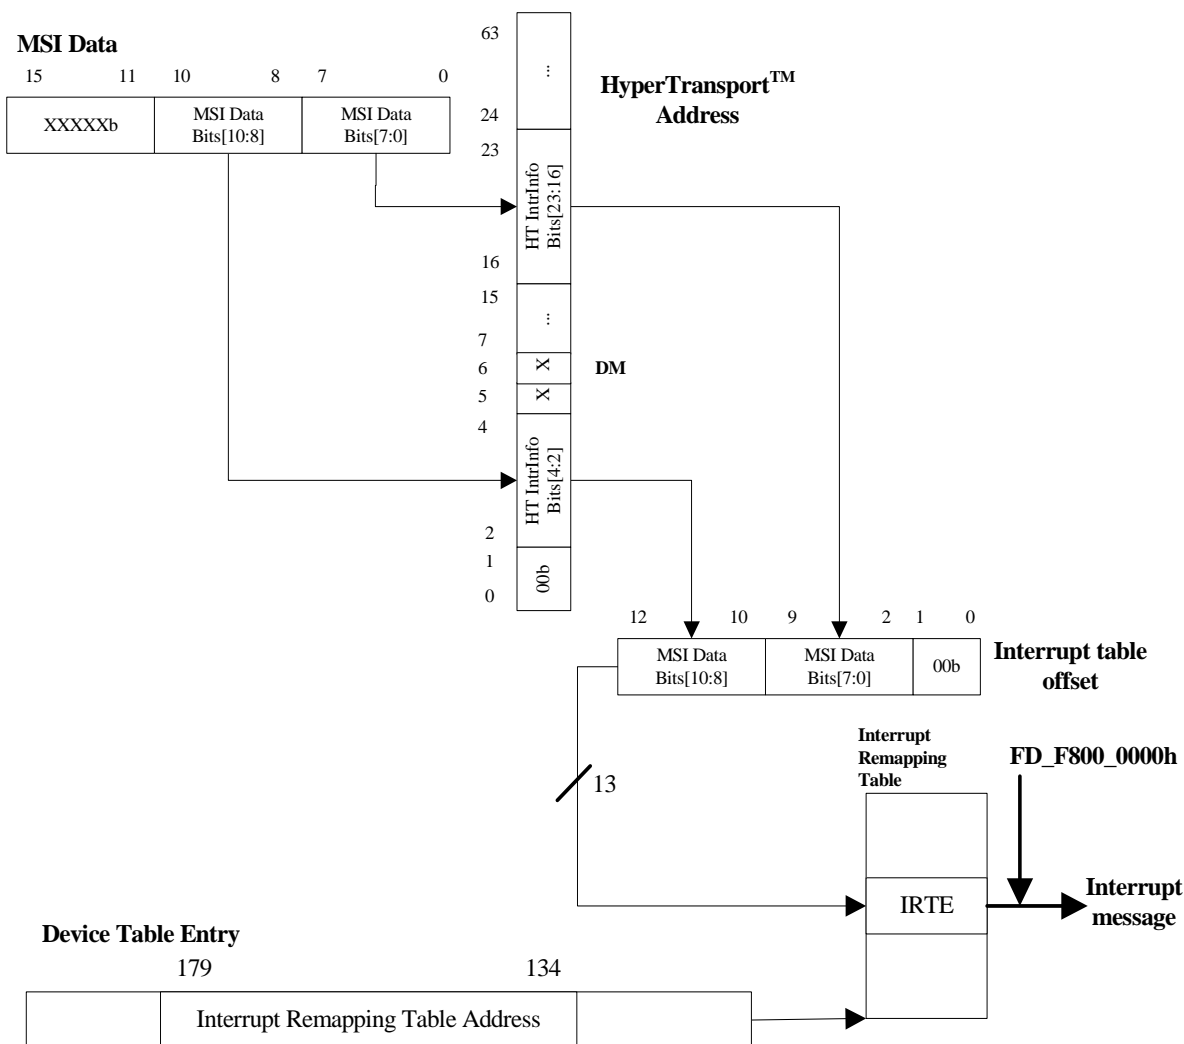 MSI Data
15 11 10 8 7 0
XXXXXb
MSI Data
Bits[10:8]
MSI Data
Bits[7:0]
63
...
24
HyperTransport™
Address
23
HT IntrInfo
Bits[23:16]
16
15
...
7
6
X
DM
5
X
4
HT IntrInfo
Bits[4:2]
2
1
00b
0
12 10 9 2 1 0
MSI Data
Bits[10:8]
MSI Data
Bits[7:0]
00b
Interrupt table
offset
13
Interrupt
Remapping
Table
FD_F800_0000h
IRTE
Interrupt
message
Device Table Entry
179 134
Interrupt Remapping Table Address